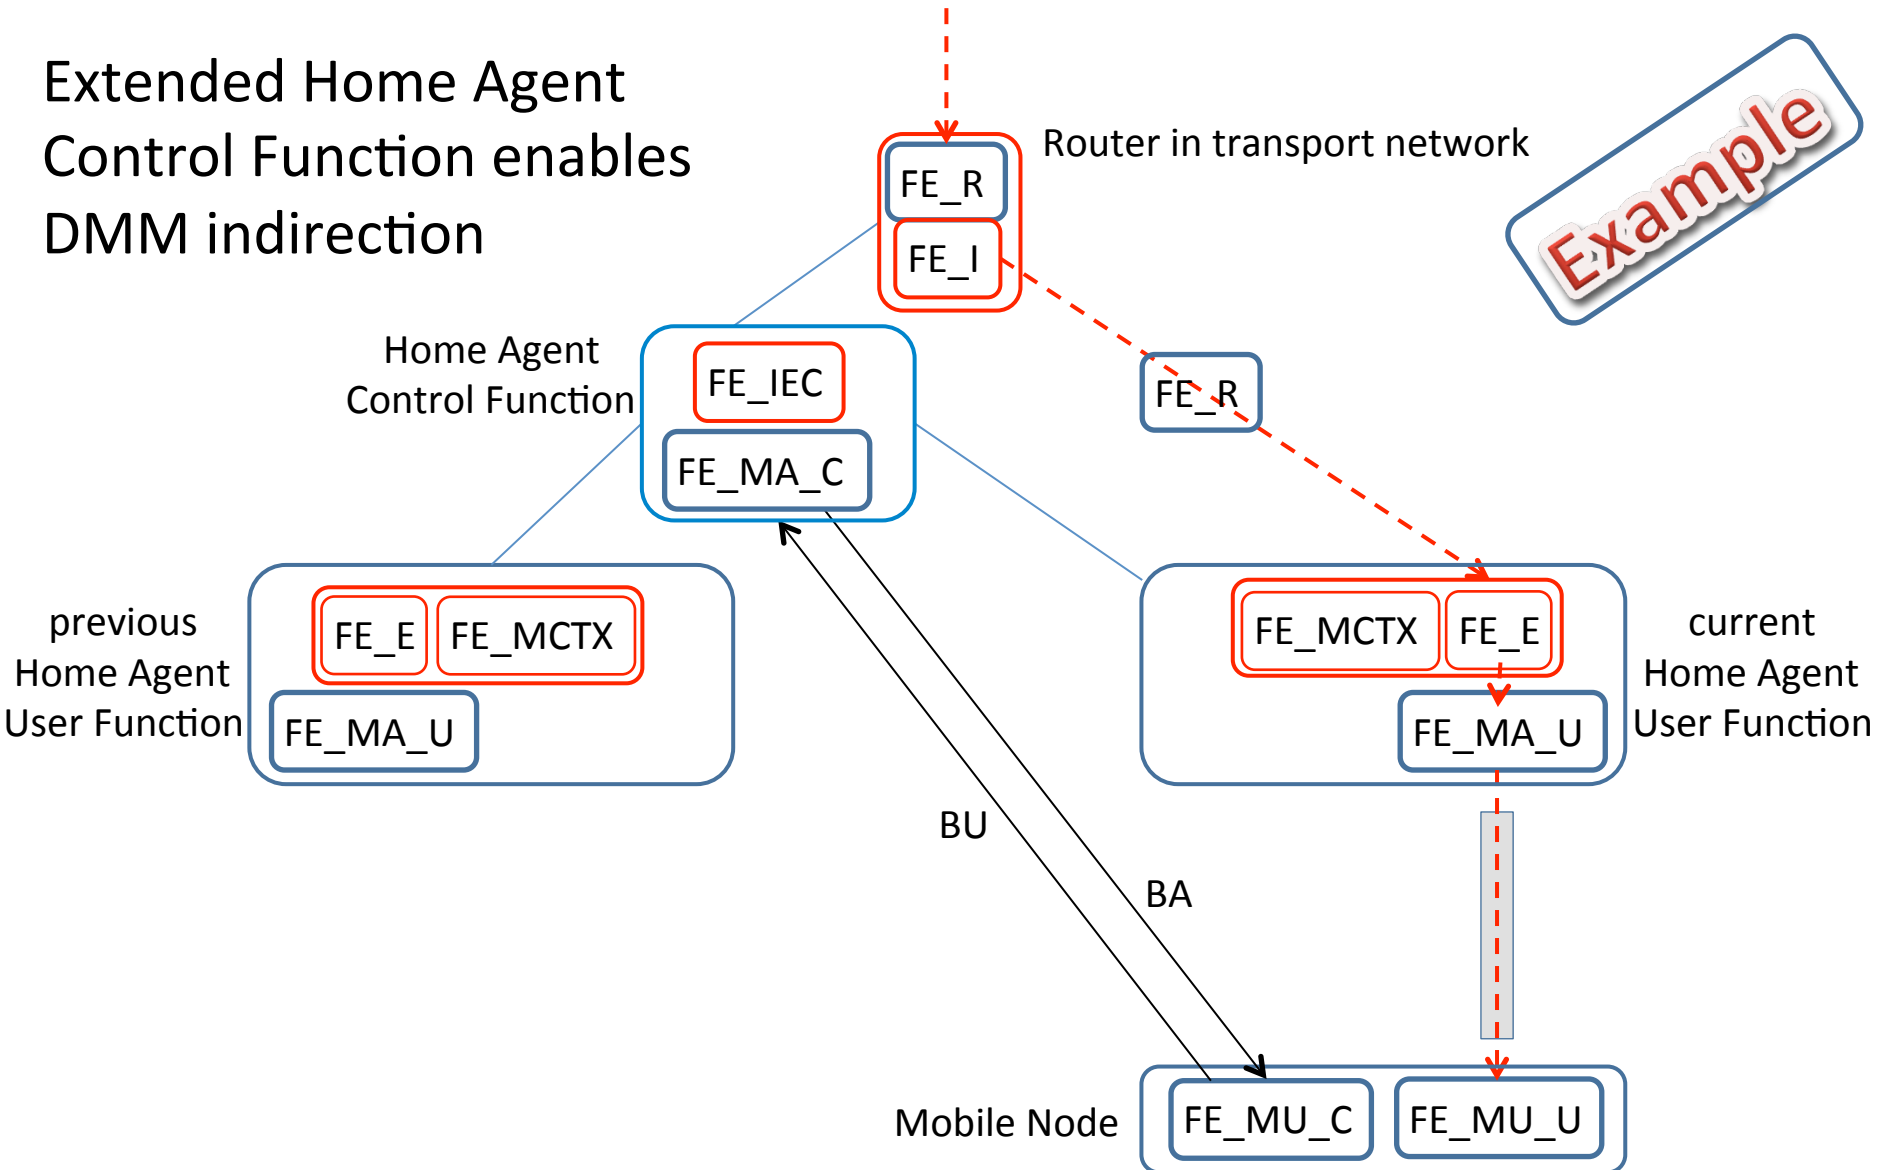 Extended Home Agent
Control Function enables
DMM indirection
Router in transport network
Example
FE_R
FE_I
Home Agent
Control Function
FE_IEC
FE_MA_C
FE_R
previous
Home Agent
User Function
FE_E
FE_MCTX
FE_MA_U
FE_MCTX
FE_E
FE_MA_U
current
Home Agent
User Function
BU
BA
Mobile Node
FE_MU_C
FE_MU_U